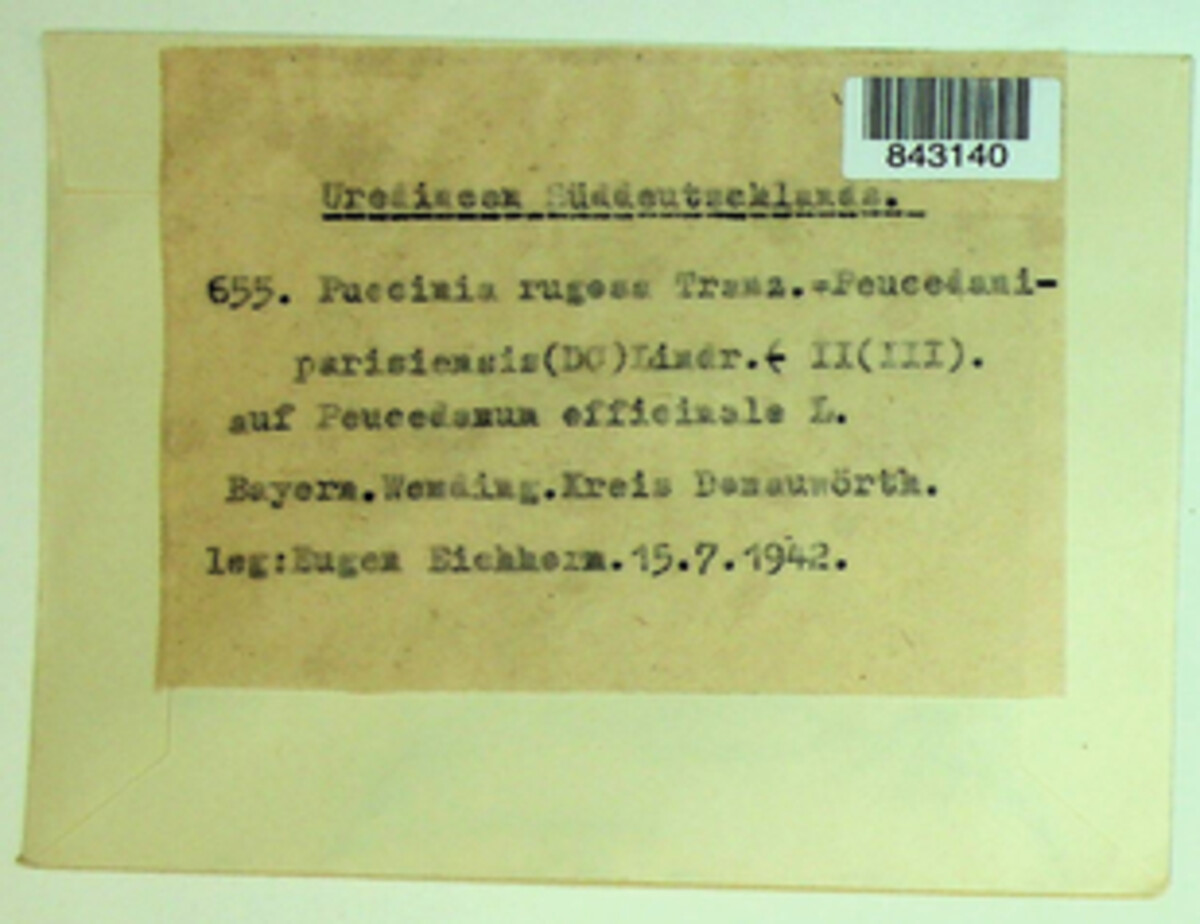 843140
Uredineen Süddeutschlands.
655. Puccinia rugosa Tranz.=Peucedani-
parisiensis(DC)Lindr.( II(III).
auf Peucedanum officinale L.
Bayern.Wemding.Kreis Donauwörth.
leg:Eugen Eichhorn.15.7.1942.